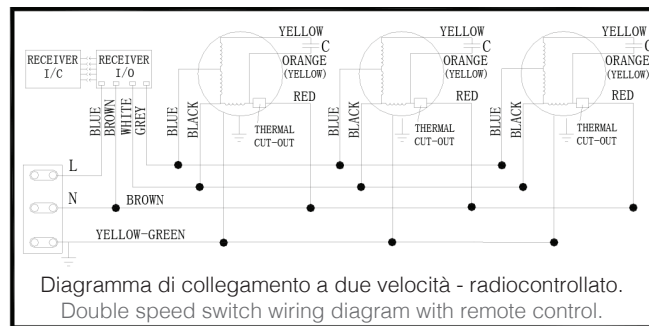 YELLOW
C
ORANGE
(YELLOW)
RED
BLUE
BLACK
THERMAL
CUT-OUT
YELLOW
C
ORANGE
(YELLOW)
RED
BLUE
BLACK
THERMAL
CUT-OUT
YELLOW
C
ORANGE
(YELLOW)
RED
BLUE
BLACK
THERMAL
CUT-OUT
RECEIVER
I/C
RECEIVER
I/O
BLUE
BROWN
WHITE
GREY
L
N
BROWN
YELLOW-GREEN
Diagramma di collegamento a due velocità - radiocontrollato.
Double speed switch wiring diagram with remote control.